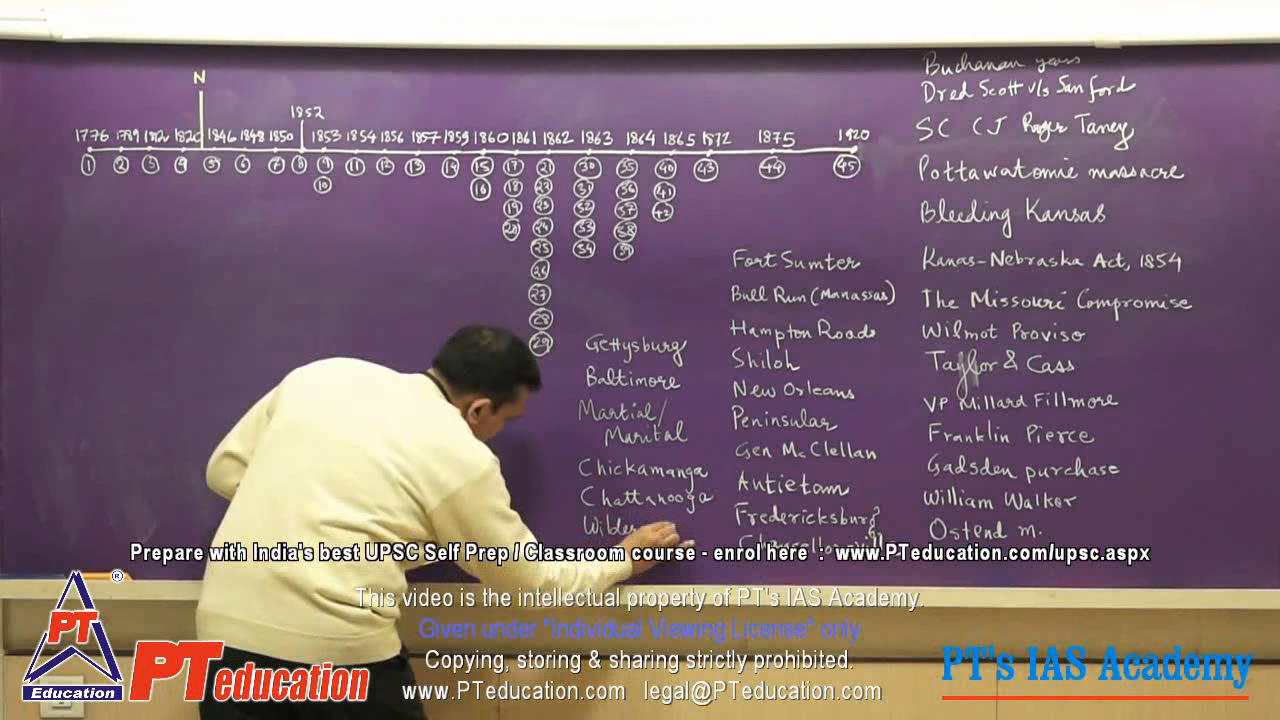 N
1852
1776 1789 1820 1846 1848 1850 1853 1854 1856 1857 1859 1860 1861 1862 1863 1864 1865 1872 1875 1920
1 2 3 4 5 6 7 8 9 11 12 13 14 15 17 21 30 35 40 43 44 45
10 16 18 22 31 36 41
19 23 32 37 42
20 24 33 38
25 34 39
26
27
28
29
Gettysburg
Baltimore
Martial/
Marital
Chickamanga
Chattanooga
Wilder
Fort Sumter
Bull Run (Manassas)
Hampton Roads
Shiloh
New Orleans
Peninsular
Gen McClellan
Antietam
Fredericksburg
Buchanan years
Dred Scott v/s Sanford
SC CJ Roger Taney
Pottawatomie massacre
Bleeding Kansas
Kanas-Nebraska Act, 1854
The Missouri Compromise
Wilmot Proviso
Taylor & Cass
VP Millard Fillmore
Franklin Pierce
Gadsden purchase
William Walker
Ostend m.
Prepare with India's best UPSC Self Prep / Classroom course - enrol here : www.PTeducation.com/upsc.aspx
This video is the intellectual property of PT's IAS Academy.
Given under "Individual Viewing License" only.
Copying, storing & sharing strictly prohibited.
www.PTeducation.com legal@PTeducation.com
PT
Education
®
PT education
PT's IAS Academy